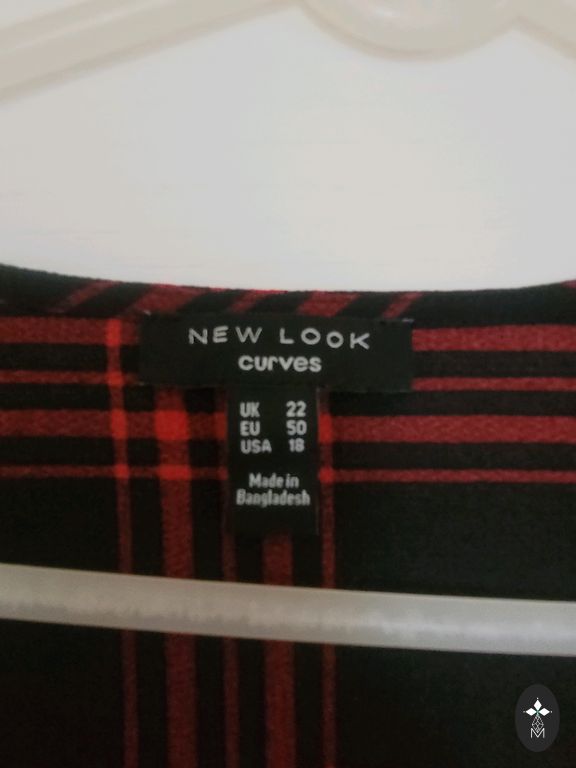 NEW LOOK
curves
UK 22
EU 50
USA 18
Made in
Bangladesh
M